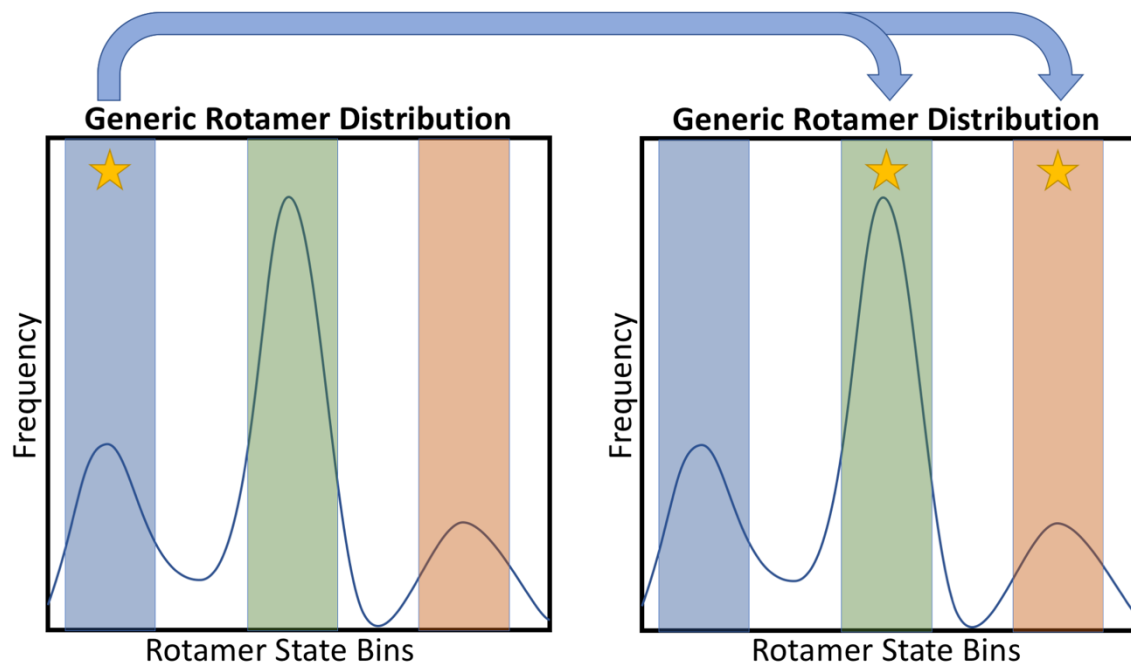 Generic Rotamer Distribution
Frequency
Rotamer State Bins
Generic Rotamer Distribution
Frequency
Rotamer State Bins